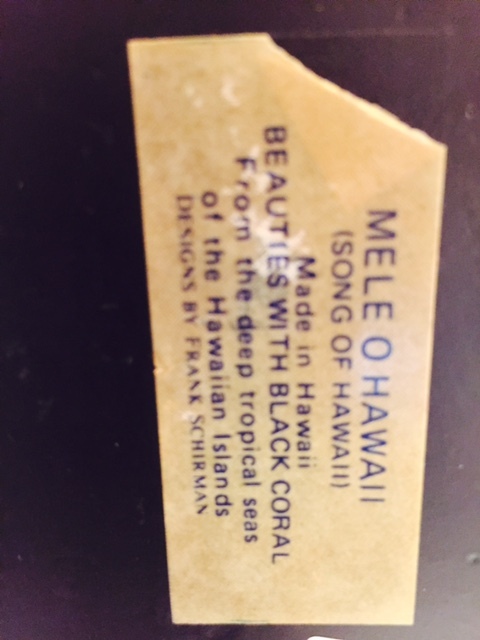 MELE O HAWAII
(SONG OF HAWAII)
Made in Hawaii
BEAUTIES WITH BLACK CORAL
From the deep tropical seas
of the Hawaiian Islands
DESIGNS BY FRANK SCHIRMAN